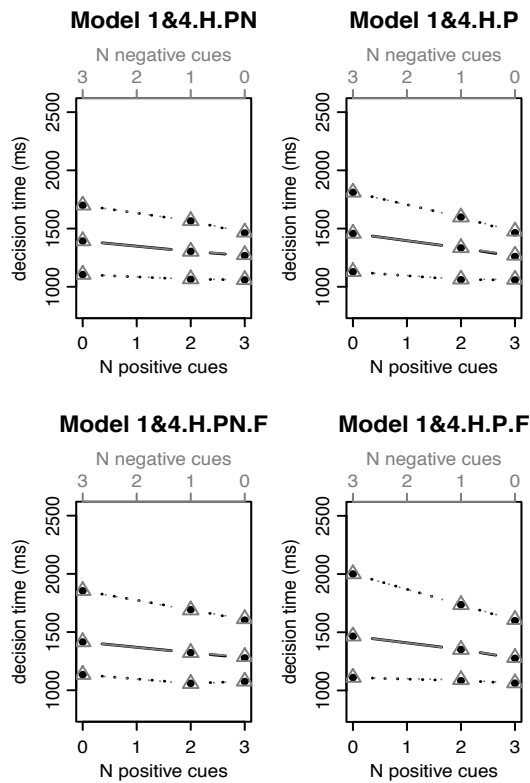 Model 1&4.H.PN
N negative cues
3 2 1 0
decision time (ms)
2500
2000
1500
1000
0 1 2 3
N positive cues
Model 1&4.H.P
N negative cues
3 2 1 0
decision time (ms)
2500
2000
1500
1000
0 1 2 3
N positive cues
Model 1&4.H.PN.F
N negative cues
3 2 1 0
decision time (ms)
2500
2000
1500
1000
0 1 2 3
N positive cues
Model 1&4.H.P.F
N negative cues
3 2 1 0
decision time (ms)
2500
2000
1500
1000
0 1 2 3
N positive cues